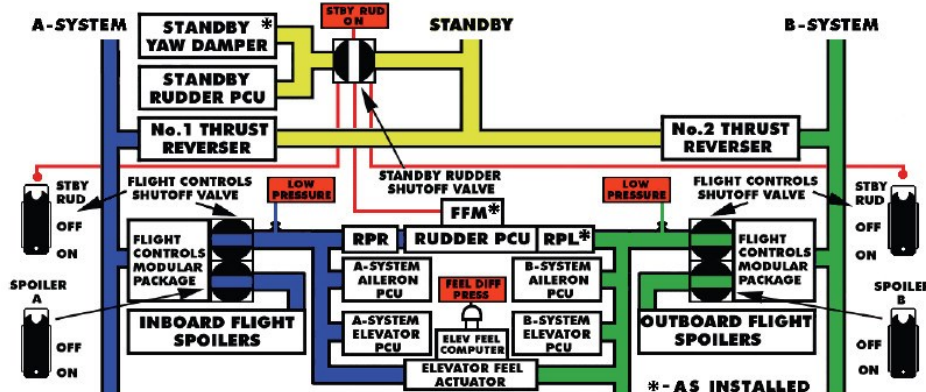 STBY RUD
ON
A-SYSTEM
STANDBY
B-SYSTEM
STANDBY *
YAW DAMPER
STANDBY
RUDDER PCU
No.1 THRUST
REVERSER
No.2 THRUST
REVERSER
STANDBY RUDDER
SHUTOFF VALVE
STBY
RUD
OFF
ON
FLIGHT CONTROLS
SHUTOFF VALVE
LOW
PRESSURE
LOW
PRESSURE
FLIGHT CONTROLS
SHUTOFF VALVE
STBY
RUD
OFF
ON
FFM*
RPR
RUDDER PCU
RPL*
FLIGHT
CONTROLS
MODULAR
PACKAGE
A-SYSTEM
AILERON
PCU
FEEL DIFF
PRESS
B-SYSTEM
AILERON
PCU
FLIGHT
CONTROLS
MODULAR
PACKAGE
SPOILER
A
OFF
ON
INBOARD FLIGHT
SPOILERS
A-SYSTEM
ELEVATOR
PCU
ELEV FEEL
COMPUTER
B-SYSTEM
ELEVATOR
PCU
OUTBOARD FLIGHT
SPOILERS
SPOILER
B
OFF
ON
ELEVATOR FEEL
ACTUATOR
*-AS INSTALLED